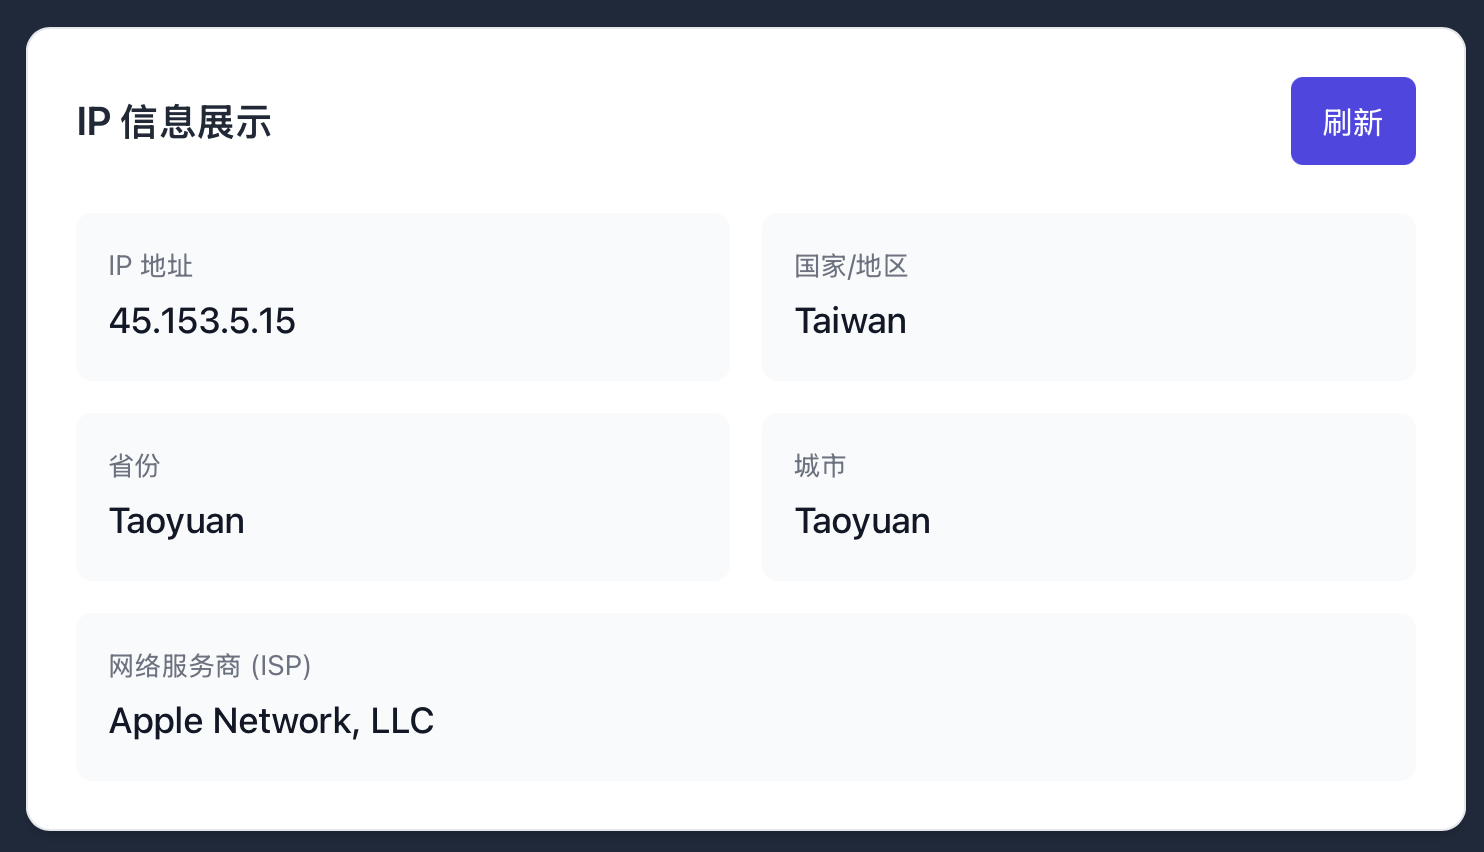 IP 信息展示
刷新
IP 地址
45.153.5.15
国家/地区
Taiwan
省份
Taoyuan
城市
Taoyuan
网络服务商 (ISP)
Apple Network, LLC